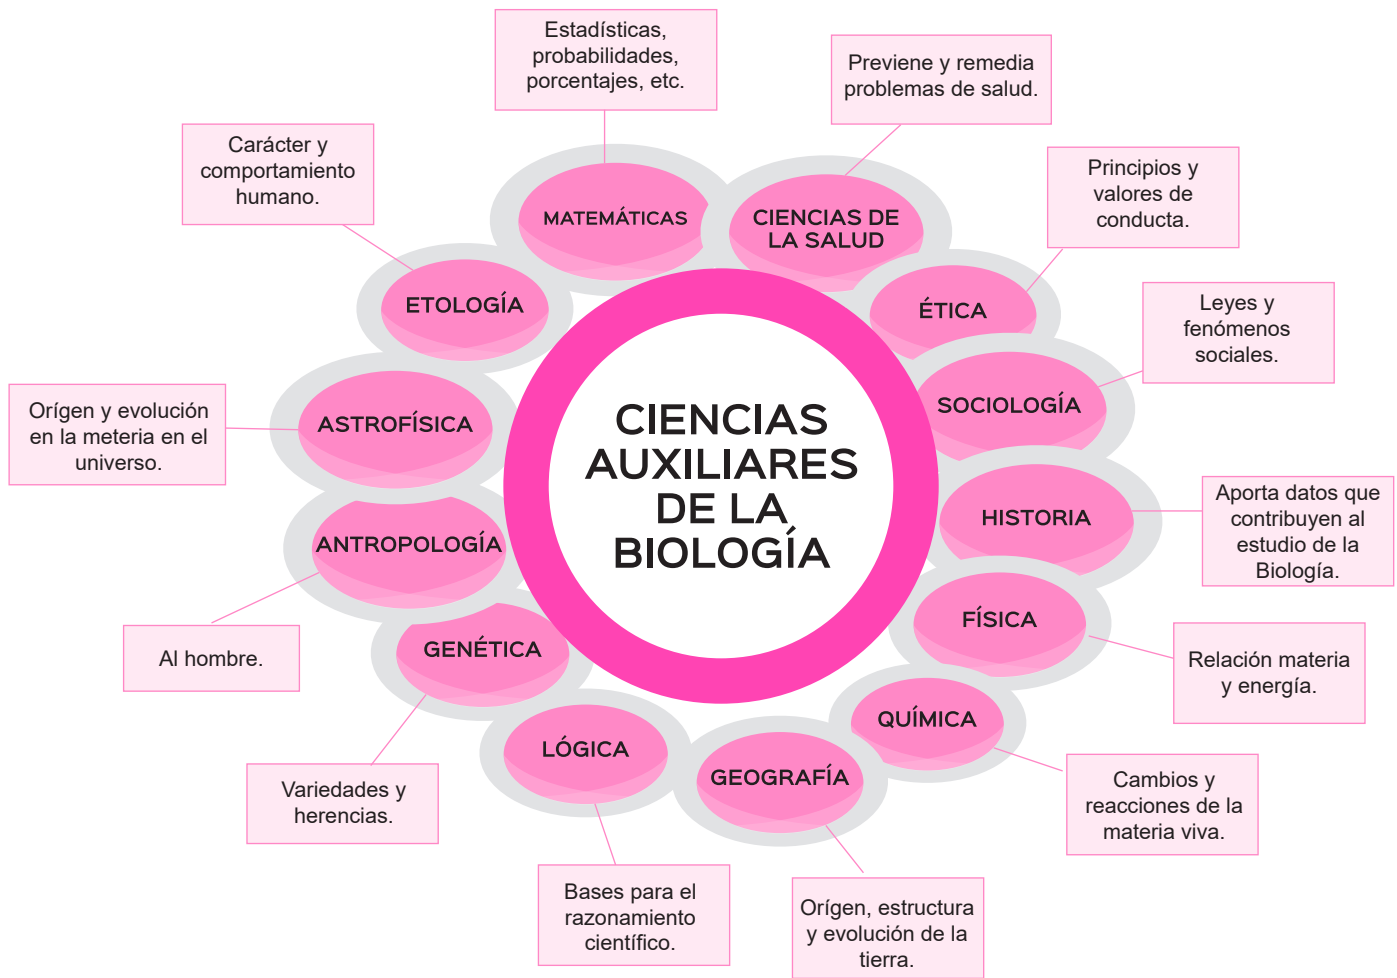 CIENCIAS
AUXILIARES
DE LA
BIOLOGÍA
Estadísticas,
probabilidades,
porcentajes, etc.
MATEMÁTICAS
Previene y remedia
problemas de salud.
CIENCIAS DE
LA SALUD
Principios y
valores de
conducta.
ÉTICA
Leyes y
fenómenos
sociales.
SOCIOLOGÍA
Aporta datos que
contribuyen al
estudio de la
Biología.
HISTORIA
Relación materia
y energía.
FÍSICA
Cambios y
reacciones de la
materia viva.
QUÍMICA
Orígen, estructura
y evolución de la
tierra.
GEOGRAFÍA
Bases para el
razonamiento
científico.
LÓGICA
Variedades y
herencias.
GENÉTICA
Al hombre.
ANTROPOLOGÍA
Orígen y evolución
en la meteria en el
universo.
ASTROFÍSICA
Carácter y
comportamiento
humano.
ETOLOGÍA